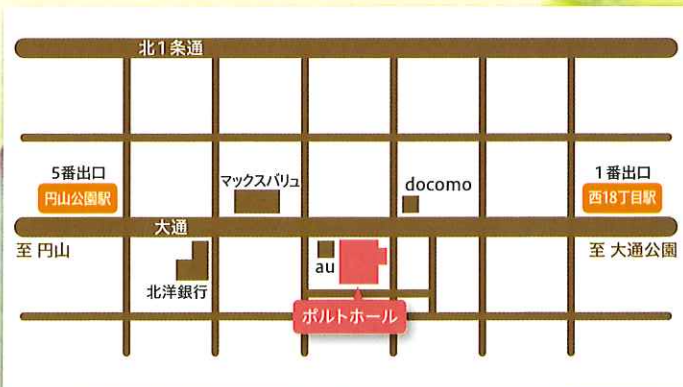 北1条通
5番出口
円山公園駅
マックスバリュ
docomo
1番出口
西18丁目駅
大通
至 円山
至 大通公園
北洋銀行
au
ポルトホール